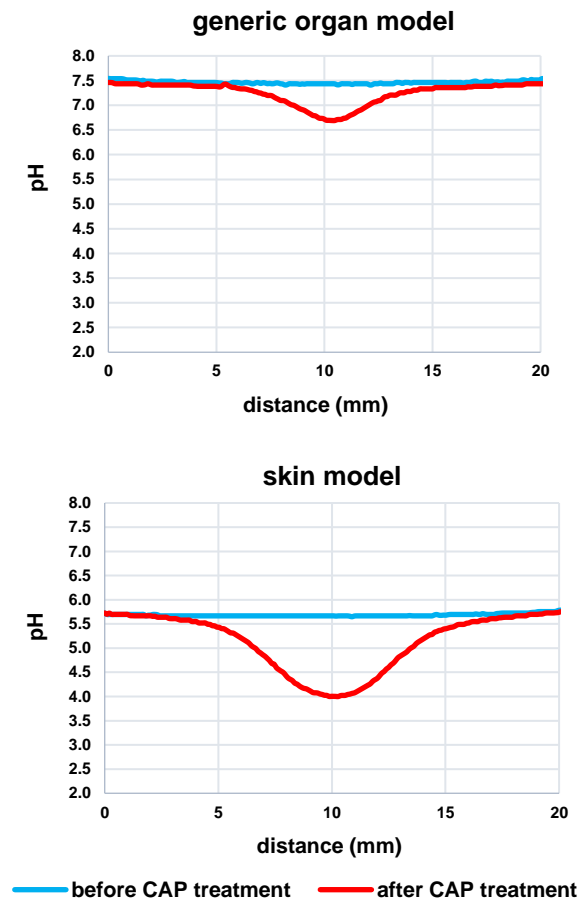 generic organ model
8.0
7.5
7.0
6.5
6.0
5.5
5.0
4.5
4.0
3.5
3.0
2.5
2.0
pH
0 5 10 15 20
distance (mm)
skin model
8.0
7.5
7.0
6.5
6.0
5.5
5.0
4.5
4.0
3.5
3.0
2.5
2.0
pH
0 5 10 15 20
distance (mm)
before CAP treatment after CAP treatment